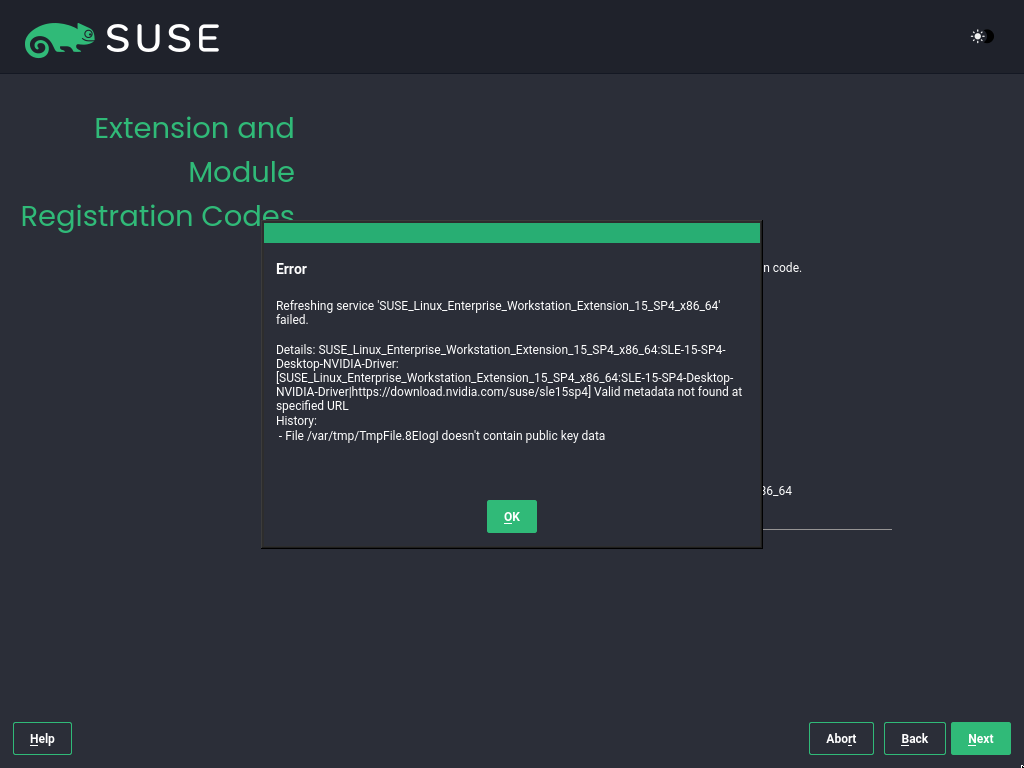 SUSE
Extension and
Module
Registration Codes
n code.
Error
Refreshing service 'SUSE_Linux_Enterprise_Workstation_Extension_15_SP4_x86_64'
failed.
Details: SUSE_Linux_Enterprise_Workstation_Extension_15_SP4_x86_64:SLE-15-SP4-
Desktop-NVIDIA-Driver:
[SUSE_Linux_Enterprise_Workstation_Extension_15_SP4_x86_64:SLE-15-SP4-Desktop-
NVIDIA-Driver|https://download.nvidia.com/suse/sle15sp4] Valid metadata not found at
specified URL
History:
- File /var/tmp/TmpFile.8EIogI doesn't contain public key data
86_64
OK
Help
Abort
Back
Next